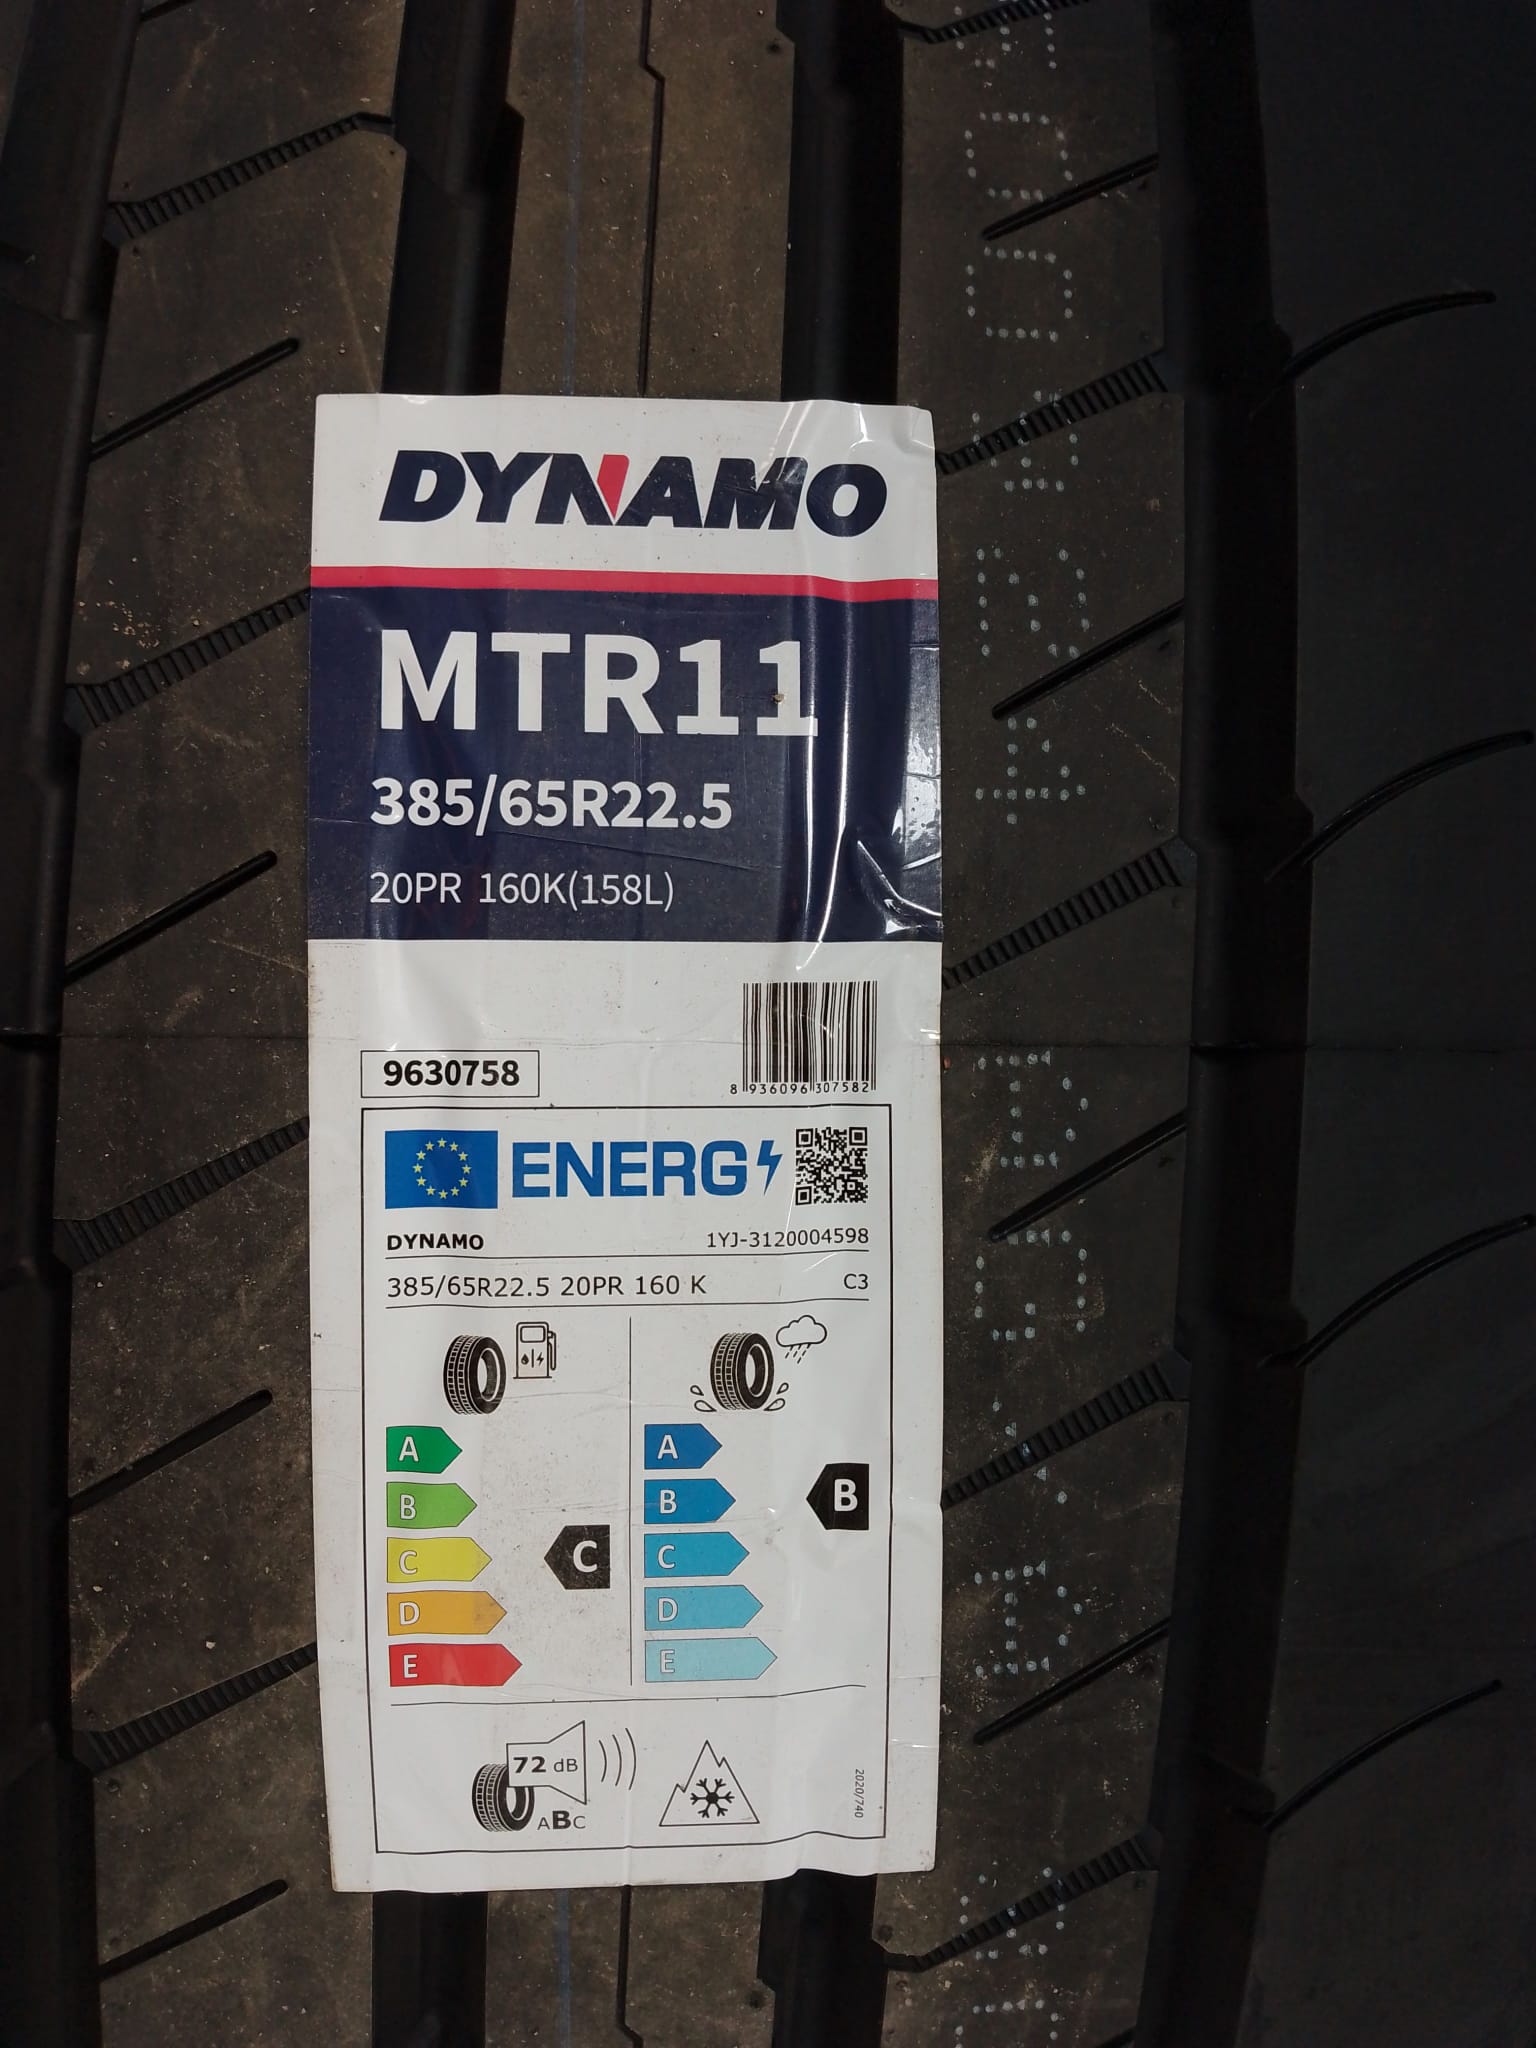 DYNAMO
MTR11
385/65R22.5
20PR 160K(158L)
8 936096 307582
9630758
ENERG
DYNAMO 1YJ-3120004598
385/65R22.5 20PR 160 K C3
A A
B B B
C C C
D D
E E
72 dB
ABC
2020/740